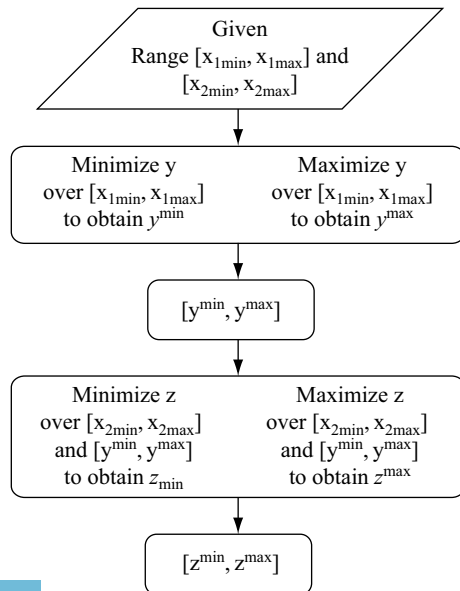 Given
Range [x₁min, x₁max] and
[x₂min, x₂max]
Minimize y
over [x₁min, x₁max]
to obtain yᵐⁱⁿ
Maximize y
over [x₁min, x₁max]
to obtain yᵐᵃˣ
[yᵐⁱⁿ, yᵐᵃˣ]
Minimize z
over [x₂min, x₂max]
and [yᵐⁱⁿ, yᵐᵃˣ]
to obtain zmin
Maximize z
over [x₂min, x₂max]
and [yᵐⁱⁿ, yᵐᵃˣ]
to obtain zᵐᵃˣ
[zᵐⁱⁿ, zᵐᵃˣ]